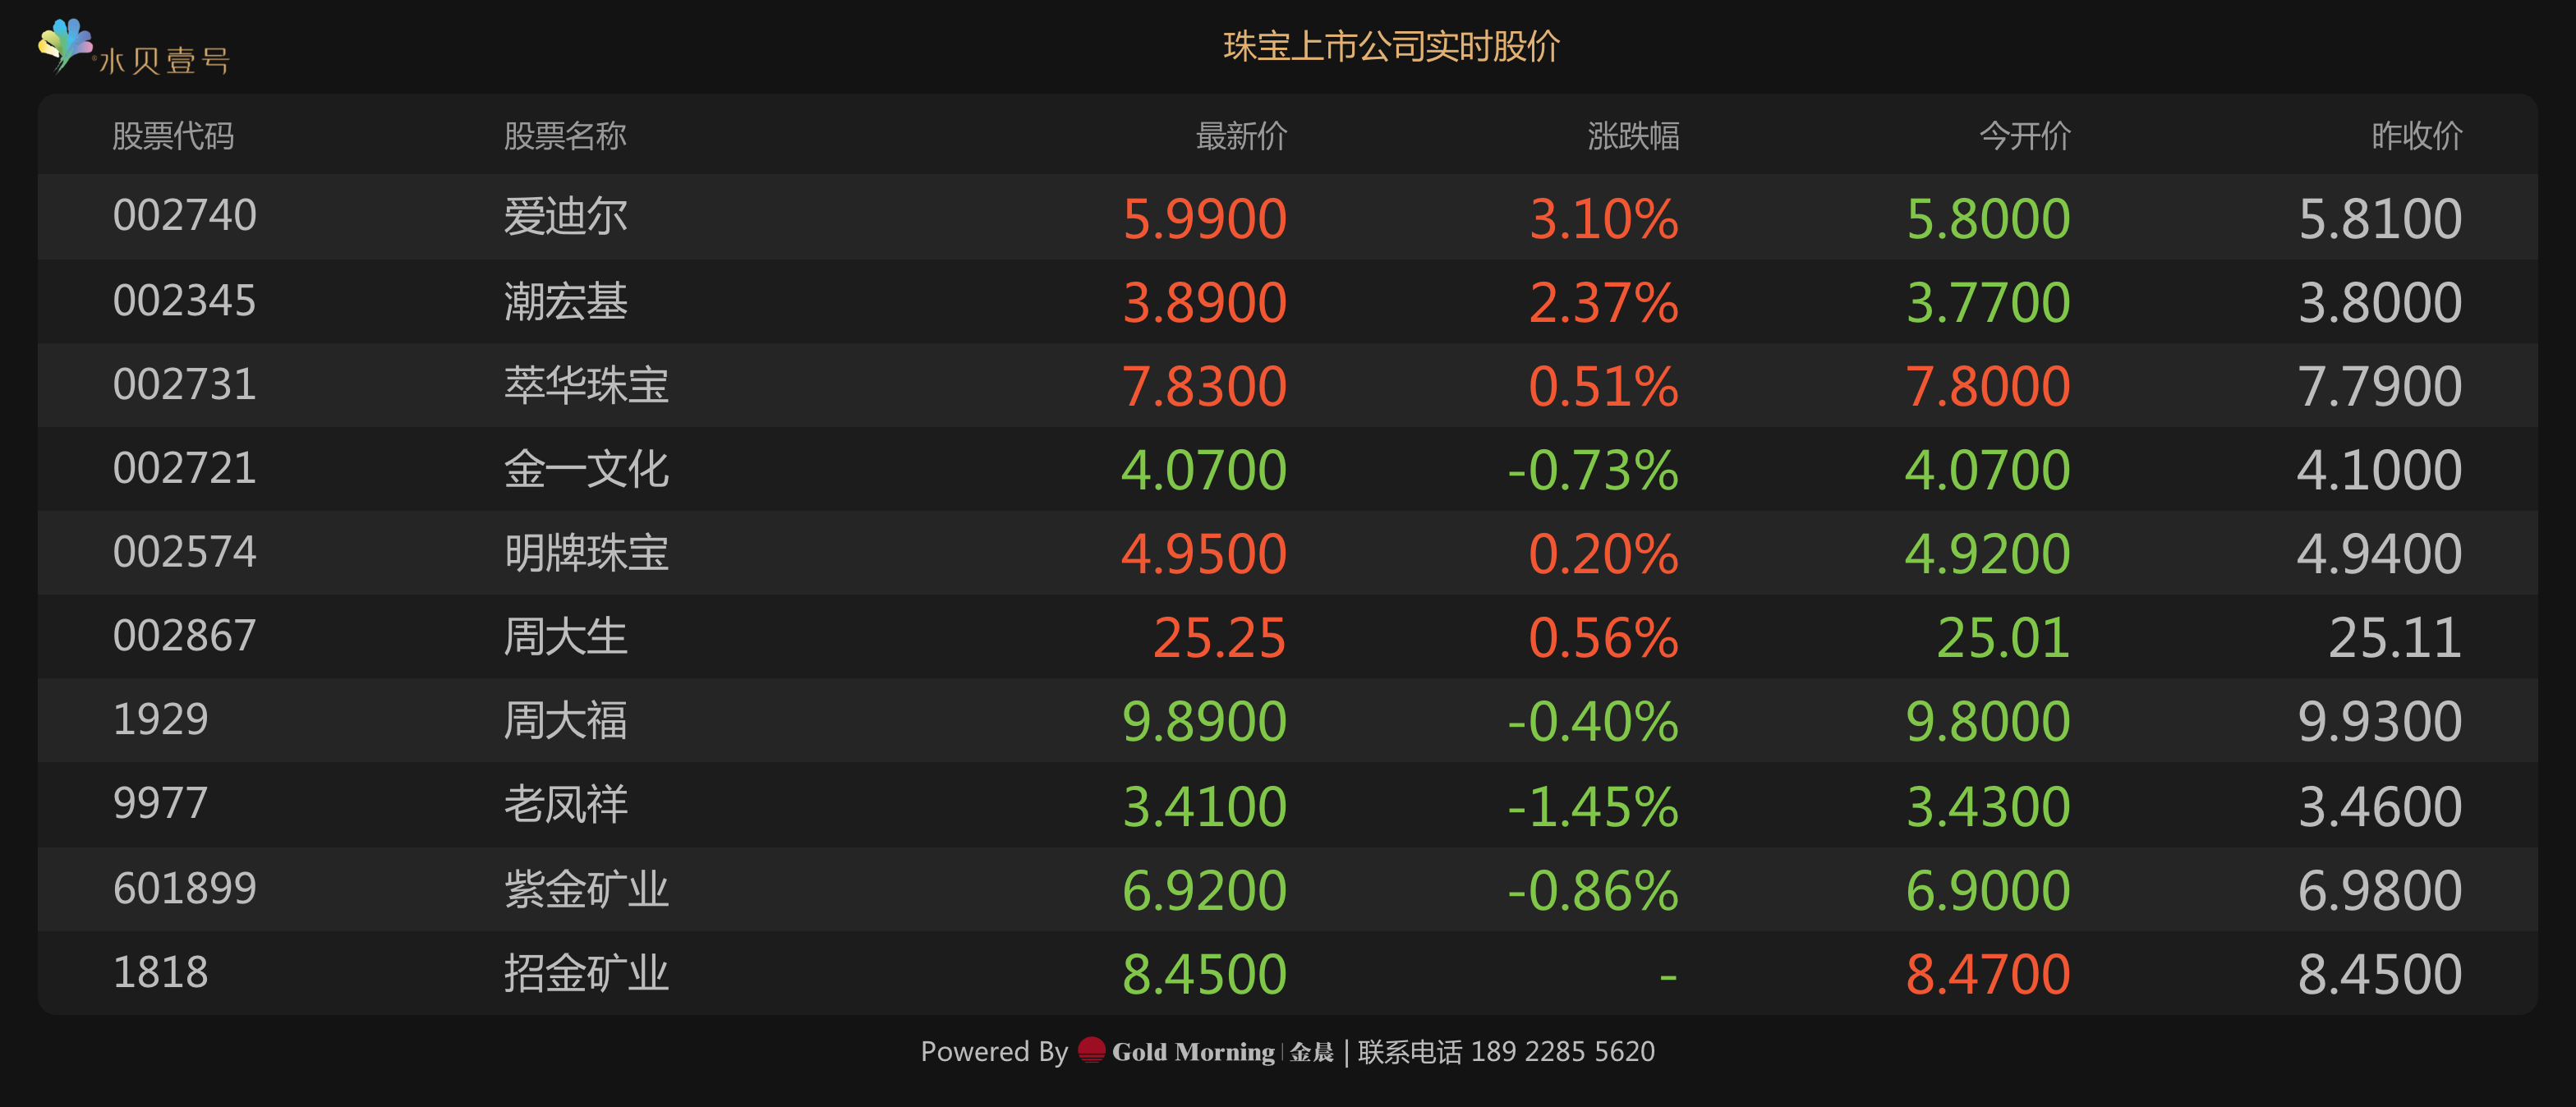 水贝壹号
珠宝上市公司实时股价
股票代码 股票名称 最新价 涨跌幅 今开价 昨收价
002740 爱迪尔 5.9900 3.10% 5.8000 5.8100
002345 潮宏基 3.8900 2.37% 3.7700 3.8000
002731 萃华珠宝 7.8300 0.51% 7.8000 7.7900
002721 金一文化 4.0700 -0.73% 4.0700 4.1000
002574 明牌珠宝 4.9500 0.20% 4.9200 4.9400
002867 周大生 25.25 0.56% 25.01 25.11
1929 周大福 9.8900 -0.40% 9.8000 9.9300
9977 老凤祥 3.4100 -1.45% 3.4300 3.4600
601899 紫金矿业 6.9200 -0.86% 6.9000 6.9800
1818 招金矿业 8.4500 - 8.4700 8.4500
Powered By Gold Morning | 金晨 | 联系电话 189 2285 5620